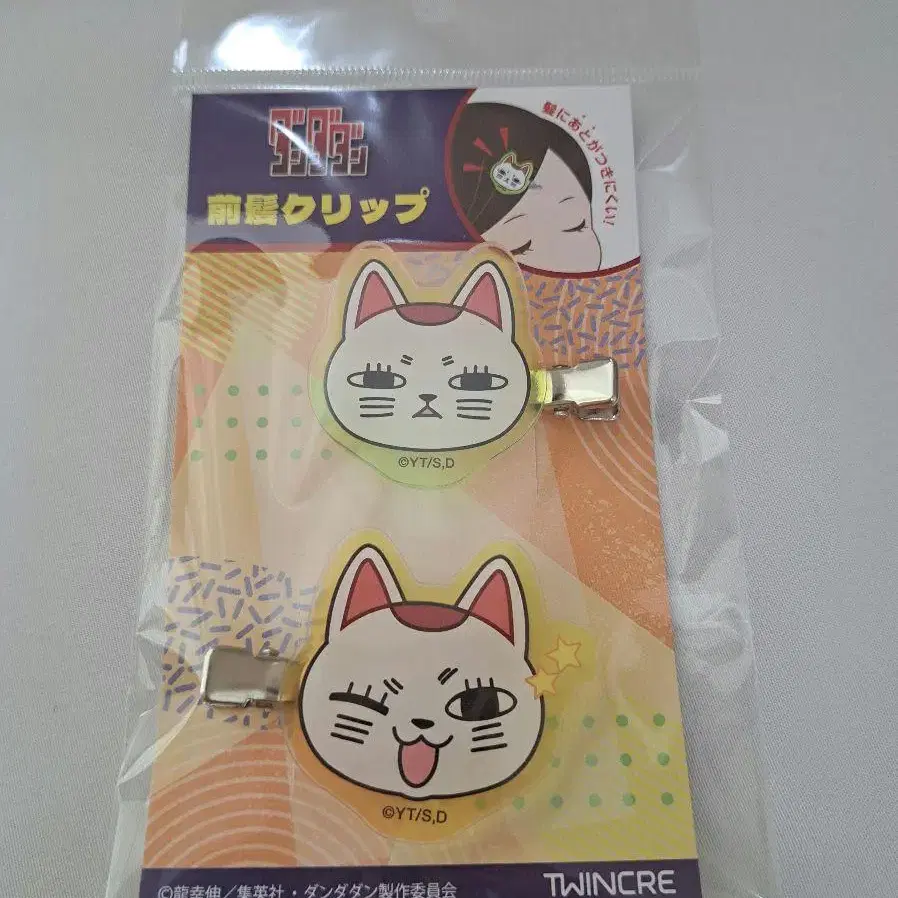 ダンダダン
前髪クリップ
髪にあとがつきにくい!
©YT/S,D
©YT/S,D
©龍幸伸／集英社・ダンダダン製作委員会
TWINCRE